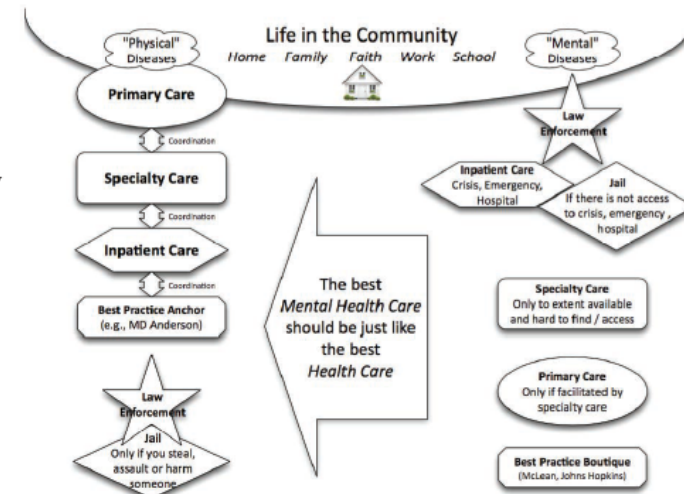 Life in the Community
Home Family Faith Work School
"Physical"
Diseases
Primary Care
Coordination
Specialty Care
Coordination
Inpatient Care
Coordination
Best Practice Anchor
(e.g., MD Anderson)
Law
Enforcement
Jail
Only if you steal,
assault or harm
someone
The best
Mental Health Care
should be just like
the best
Health Care
"Mental"
Diseases
Law
Enforcement
Inpatient Care
Crisis, Emergency,
Hospital
Jail
If there is not access
to crisis, emergency ,
hospital
Specialty Care
Only to extent available
and hard to find / access
Primary Care
Only if facilitated by
specialty care
Best Practice Boutique
(McLean, Johns Hopkins)